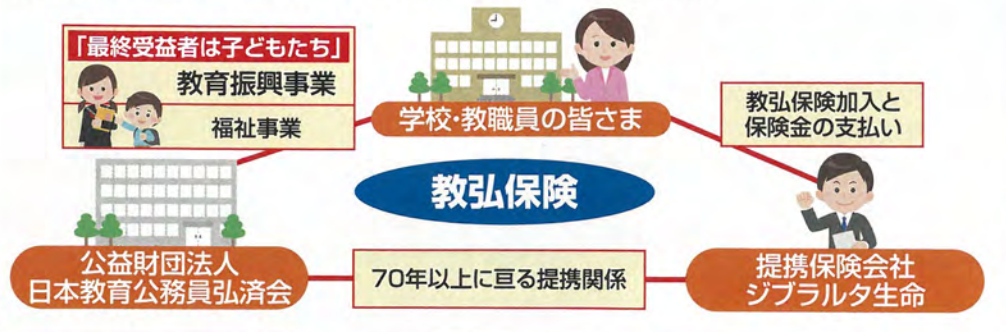 「最終受益者は子どもたち」
教育振興事業
福祉事業
学校・教職員の皆さま
教弘保険加入と
保険金の支払い
教弘保険
公益財団法人
日本教育公務員弘済会
70年以上に亘る提携関係
提携保険会社
ジブラルタ生命